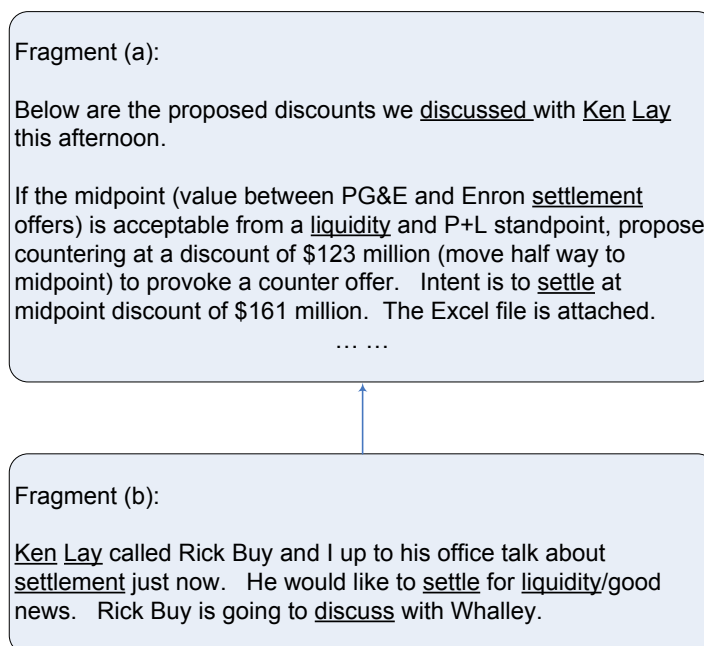 Fragment (a):
Below are the proposed discounts we discussed with Ken Lay
this afternoon.
If the midpoint (value between PG&E and Enron settlement
offers) is acceptable from a liquidity and P+L standpoint, propose
countering at a discount of $123 million (move half way to
midpoint) to provoke a counter offer.   Intent is to settle at
midpoint discount of $161 million.  The Excel file is attached.
… …
Fragment (b):
Ken Lay called Rick Buy and I up to his office talk about
settlement just now.   He would like to settle for liquidity/good
news.   Rick Buy is going to discuss with Whalley.